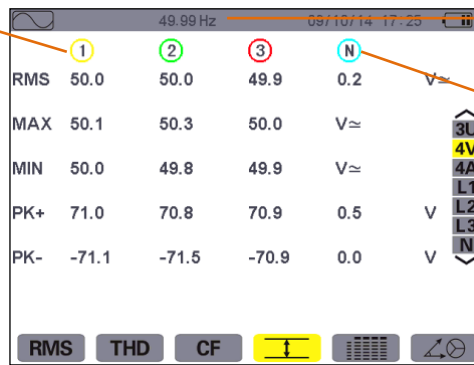 49.99 Hz 09/10/14 17:25
1 2 3 N
RMS 50.0 50.0 49.9 0.2 V≃
MAX 50.1 50.3 50.0 V≃
MIN 50.0 49.8 49.9 V≃
PK+ 71.0 70.8 70.9 0.5 V
PK- -71.1 -71.5 -70.9 0.0 V
3U
4V
4A
L1
L2
L3
N
RMS THD CF